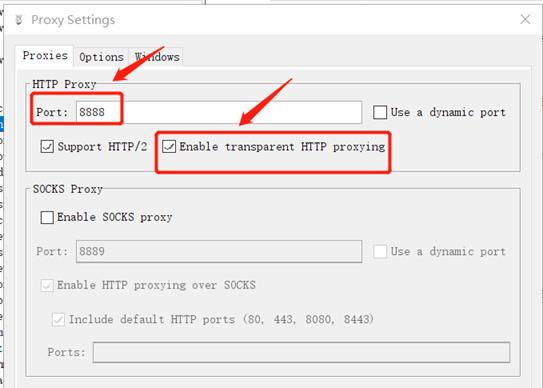 Proxy Settings
Proxies Options Windows
HTTP Proxy
Port: 8888 Use a dynamic port
Support HTTP/2 Enable transparent HTTP proxying
SOCKS Proxy
Enable SOCKS proxy
Port: 8889 Use a dynamic port
Enable HTTP proxying over SOCKS
Include default HTTP ports (80, 443, 8080, 8443)
Ports: